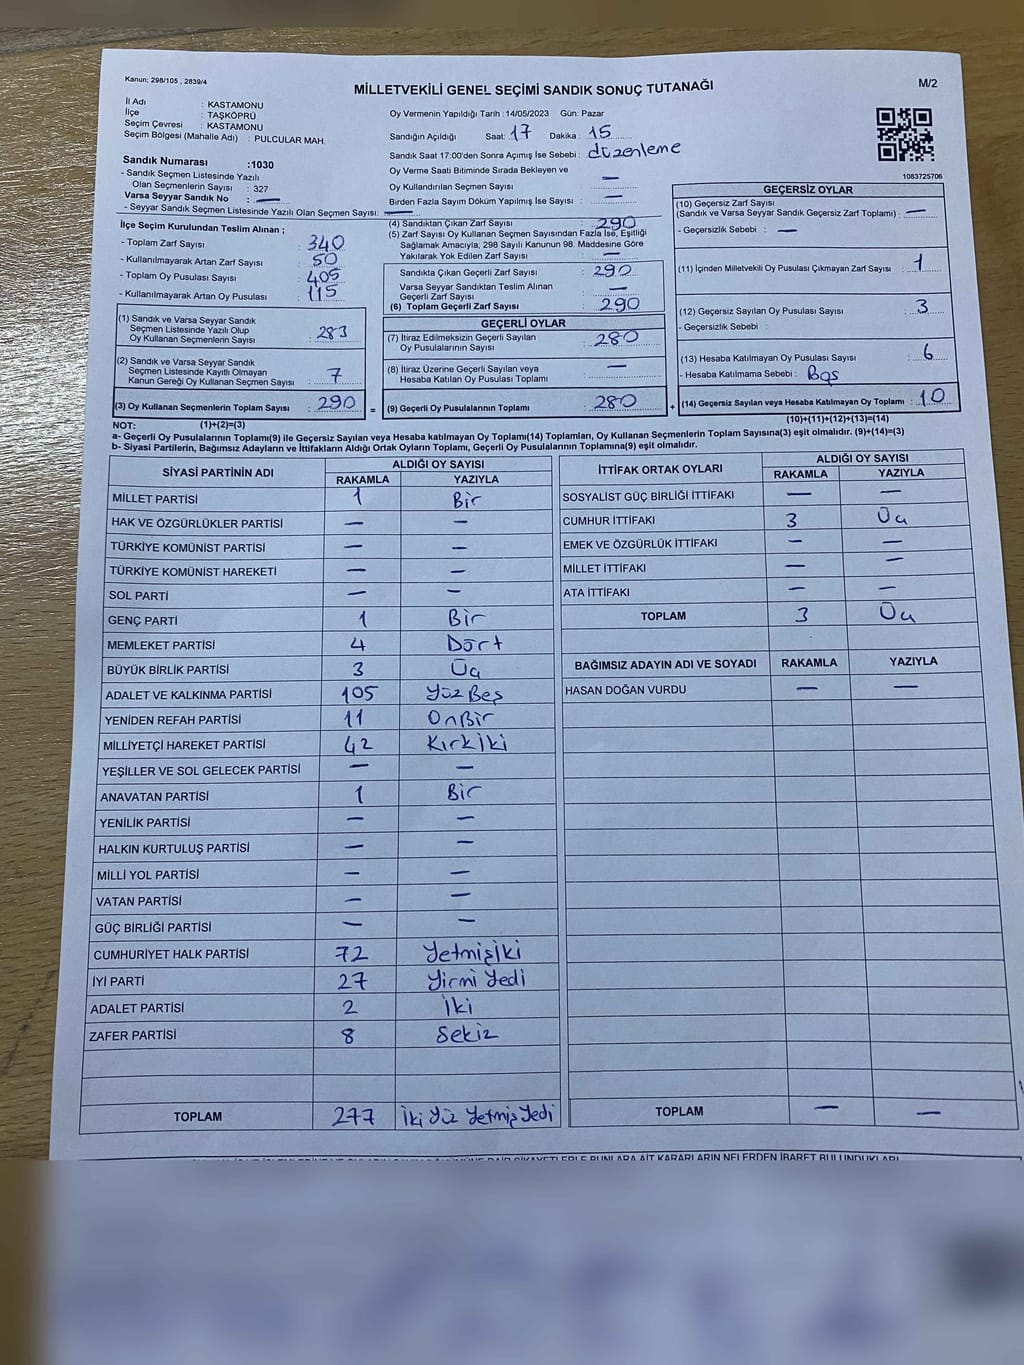 Kanun; 298/105 , 2839/4
MİLLETVEKİLİ GENEL SEÇİMİ SANDIK SONUÇ TUTANAĞI
M/2
İl Adı : KASTAMONU
İlçe : TAŞKÖPRÜ
Seçim Çevresi : KASTAMONU
Seçim Bölgesi (Mahalle Adı) : PULCULAR MAH.
Sandık Numarası :1030
- Sandık Seçmen Listesinde Yazılı
Olan Seçmenlerin Sayısı : 327
Varsa Seyyar Sandık No : —
- Seyyar Sandık Seçmen Listesinde Yazılı Olan Seçmen Sayısı: —
Oy Vermenin Yapıldığı Tarih :14/05/2023 Gün: Pazar
Sandığın Açıldığı Saat: 17 Dakika : 15
Sandık Saat 17:00'den Sonra Açımış İse Sebebi : düzenleme
Oy Verme Saati Bitiminde Sırada Bekleyen ve
Oy Kullandırılan Seçmen Sayısı : —
Birden Fazla Sayım Döküm Yapılmış İse Sayısı : —
1083725706
İlçe Seçim Kurulundan Teslim Alınan ;
- Toplam Zarf Sayısı : 340
- Kullanılmayarak Artan Zarf Sayısı : 50
- Toplam Oy Pusulası Sayısı : 405
- Kullanılmayarak Artan Oy Pusulası : 115
(4) Sandıktan Çıkan Zarf Sayısı : 290
(5) Zarf Sayısı Oy Kullanan Seçmen Sayısından Fazla İse, Eşitliği
Sağlamak Amacıyla; 298 Sayılı Kanunun 98. Maddesine Göre
Yakılarak Yok Edilen Zarf Sayısı : —
Sandıkta Çıkan Geçerli Zarf Sayısı : 290
Varsa Seyyar Sandıktan Teslim Alınan
Geçerli Zarf Sayısı : —
(6) Toplam Geçerli Zarf Sayısı : 290
GEÇERSİZ OYLAR
(10) Geçersiz Zarf Sayısı
(Sandık ve Varsa Seyyar Sandık Geçersiz Zarf Toplamı) : —
- Geçersizlik Sebebi : —
(11) İçinden Milletvekili Oy Pusulası Çıkmayan Zarf Sayısı : 1
(12) Geçersiz Sayılan Oy Pusulası Sayısı : 3
- Geçersizlik Sebebi :
(13) Hesaba Katılmayan Oy Pusulası Sayısı : 6
- Hesaba Katılmama Sebebi : Boş
(14) Geçersiz Sayılan veya Hesaba Katılmayan Oy Toplamı : 10
(10)+(11)+(12)+(13)=(14)
(1) Sandık ve Varsa Seyyar Sandık
Seçmen Listesinde Yazılı Olup
Oy Kullanan Seçmenlerin Sayısı : 283
(2) Sandık ve Varsa Seyyar Sandık
Seçmen Listesinde Kayıtlı Olmayan
Kanun Gereği Oy Kullanan Seçmen Sayısı : 7
(3) Oy Kullanan Seçmenlerin Toplam Sayısı : 290
GEÇERLİ OYLAR
(7) İtiraz Edilmeksizin Geçerli Sayılan
Oy Pusulalarının Sayısı : 280
(8) İtiraz Üzerine Geçerli Sayılan veya
Hesaba Katılan Oy Pusulası Toplamı : —
= (9) Geçerli Oy Pusulalarının Toplamı : 280 +
NOT: (1)+(2)=(3)
a- Geçerli Oy Pusulalarının Toplamı(9) ile Geçersiz Sayılan veya Hesaba katılmayan Oy Toplamı(14) Toplamları, Oy Kullanan Seçmenlerin Toplam Sayısına(3) eşit olmalıdır. (9)+(14)=(3)
b- Siyasi Partilerin, Bağımsız Adayların ve İttifakların Aldığı Ortak Oyların Toplamı, Geçerli Oy Pusulalarının Toplamına(9) eşit olmalıdır.
SİYASİ PARTİNİN ADI ALDIĞI OY SAYISI
RAKAMLA YAZIYLA
MİLLET PARTİSİ 1 Bir
HAK VE ÖZGÜRLÜKLER PARTİSİ — —
TÜRKİYE KOMÜNİST PARTİSİ — —
TÜRKİYE KOMÜNİST HAREKETİ — —
SOL PARTİ — —
GENÇ PARTİ 1 Bir
MEMLEKET PARTİSİ 4 Dört
BÜYÜK BİRLİK PARTİSİ 3 Üç
ADALET VE KALKINMA PARTİSİ 105 YüzBeş
YENİDEN REFAH PARTİSİ 11 OnBir
MİLLİYETÇİ HAREKET PARTİSİ 42 Kırkİki
YEŞİLLER VE SOL GELECEK PARTİSİ — —
ANAVATAN PARTİSİ 1 Bir
YENİLİK PARTİSİ — —
HALKIN KURTULUŞ PARTİSİ — —
MİLLİ YOL PARTİSİ — —
VATAN PARTİSİ — —
GÜÇ BİRLİĞİ PARTİSİ — —
CUMHURİYET HALK PARTİSİ 72 Yetmişİki
İYİ PARTİ 27 Yirmi Yedi
ADALET PARTİSİ 2 İki
ZAFER PARTİSİ 8 Sekiz
TOPLAM 277 İki Yüz Yetmiş Yedi
İTTİFAK ORTAK OYLARI ALDIĞI OY SAYISI
RAKAMLA YAZIYLA
SOSYALİST GÜÇ BİRLİĞİ İTTİFAKI — —
CUMHUR İTTİFAKI 3 Üç
EMEK VE ÖZGÜRLÜK İTTİFAKI — —
MİLLET İTTİFAKI — —
ATA İTTİFAKI — —
TOPLAM 3 Üç
BAĞIMSIZ ADAYIN ADI VE SOYADI RAKAMLA YAZIYLA
HASAN DOĞAN VURDU — —
TOPLAM — —